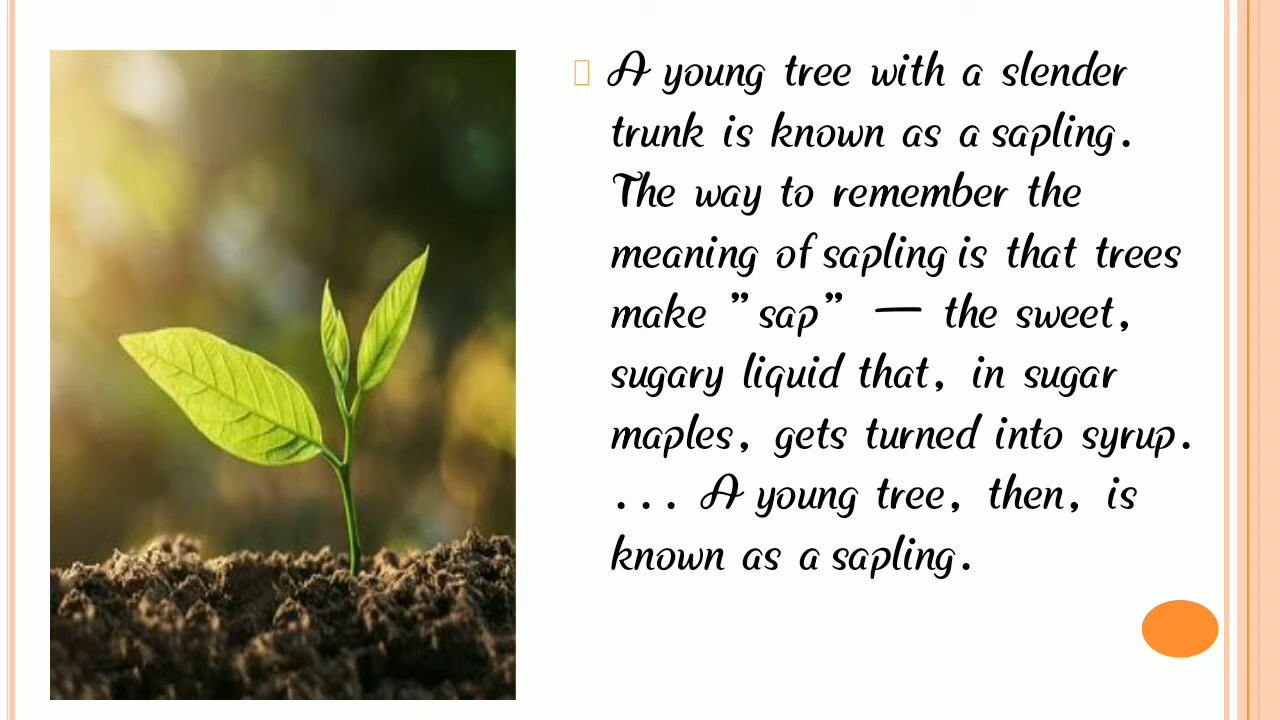 A young tree with a slender
trunk is known as a sapling.
The way to remember the
meaning of sapling is that trees
make ”sap” — the sweet,
sugary liquid that, in sugar
maples, gets turned into syrup.
... A young tree, then, is
known as a sapling.